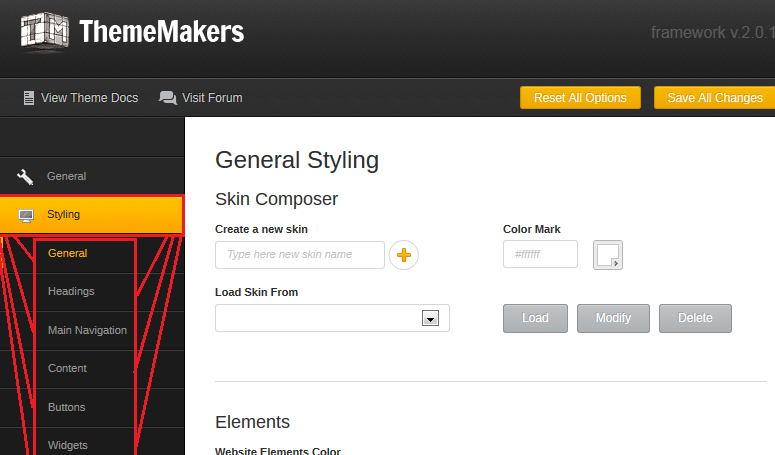 TM ThemeMakers
framework v.2.0.1
View Theme Docs
Visit Forum
Reset All Options
Save All Changes
General
Styling
General
Headings
Main Navigation
Content
Buttons
Widgets
General Styling
Skin Composer
Create a new skin
Color Mark
Type here new skin name
#ffffff
Load Skin From
Load
Modify
Delete
Elements
Website Elements Color